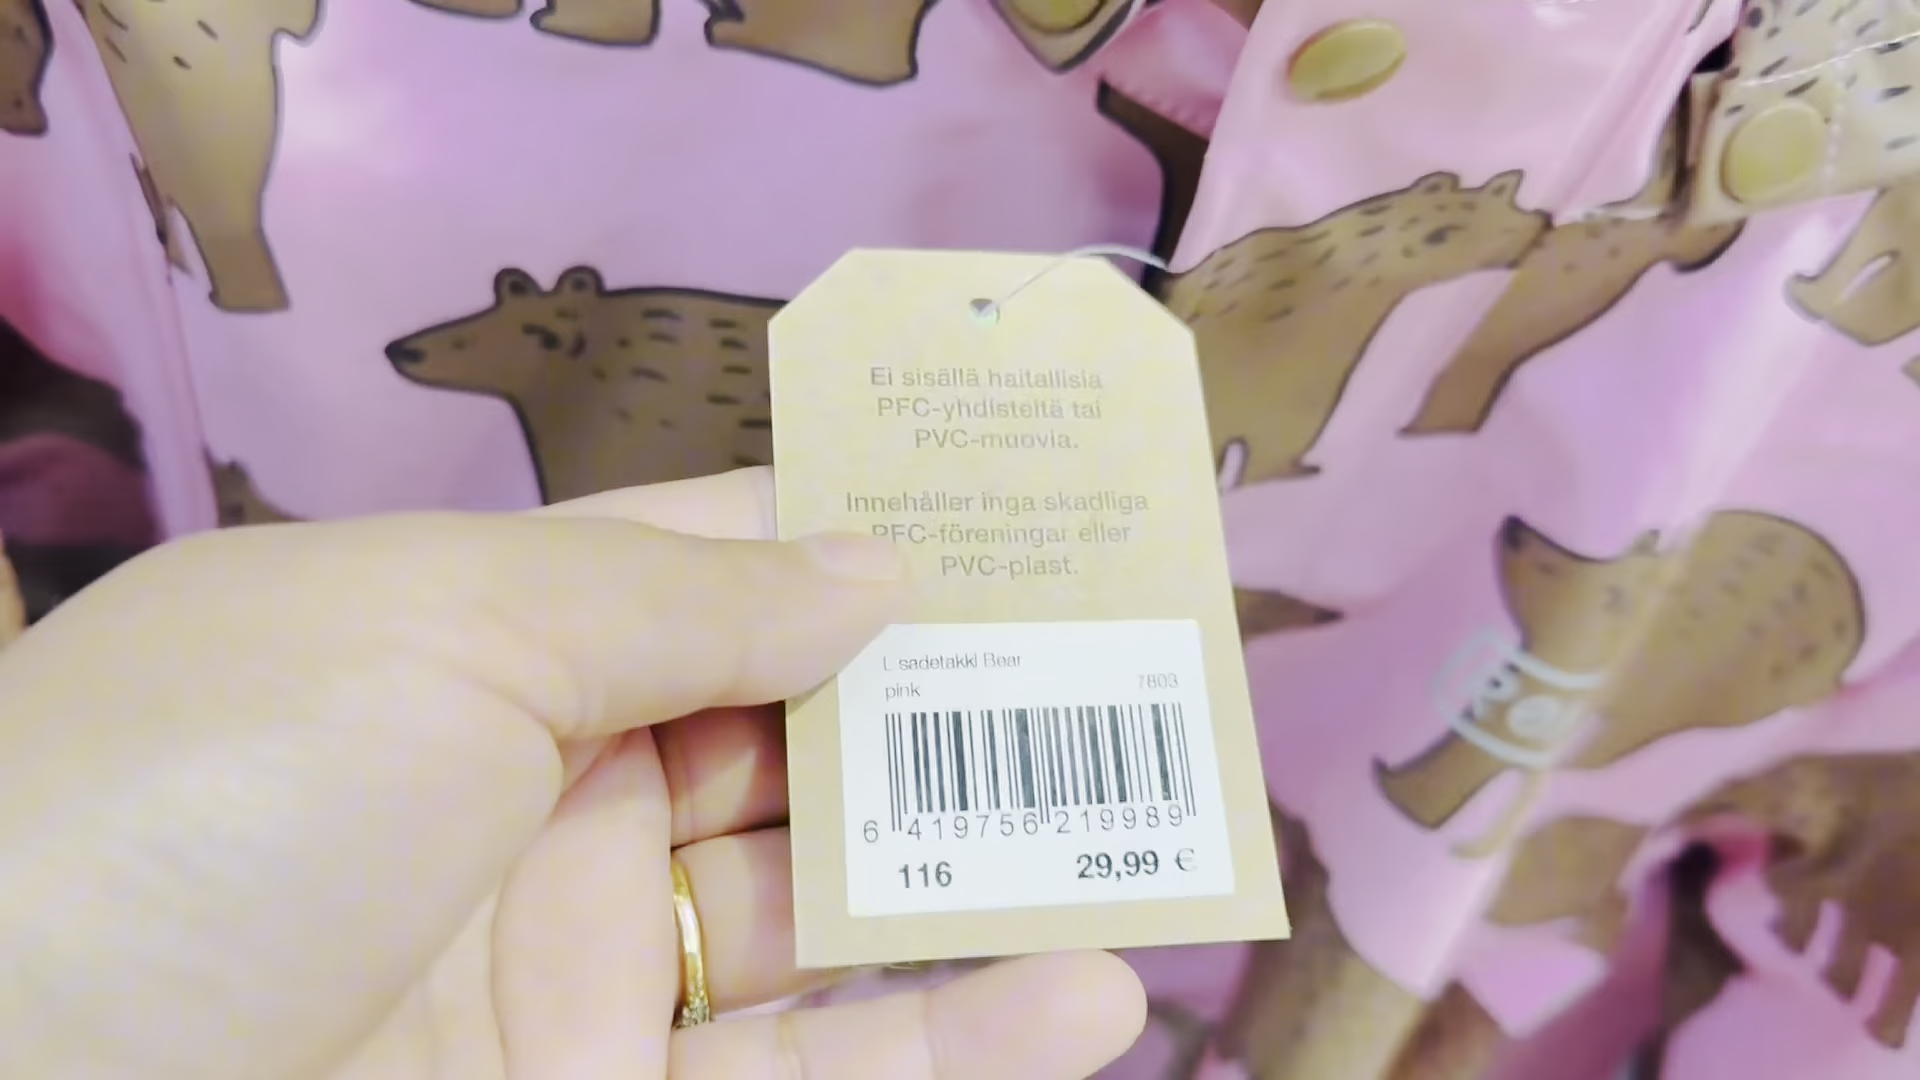 Ei sisällä haitallisia
PFC-yhdisteitä tai
PVC-muovia.
Innehåller inga skadliga
PFC-föreningar eller
PVC-plast.
L sadetakki Bear
pink 7803
6 419756 219989
116 29,99 €